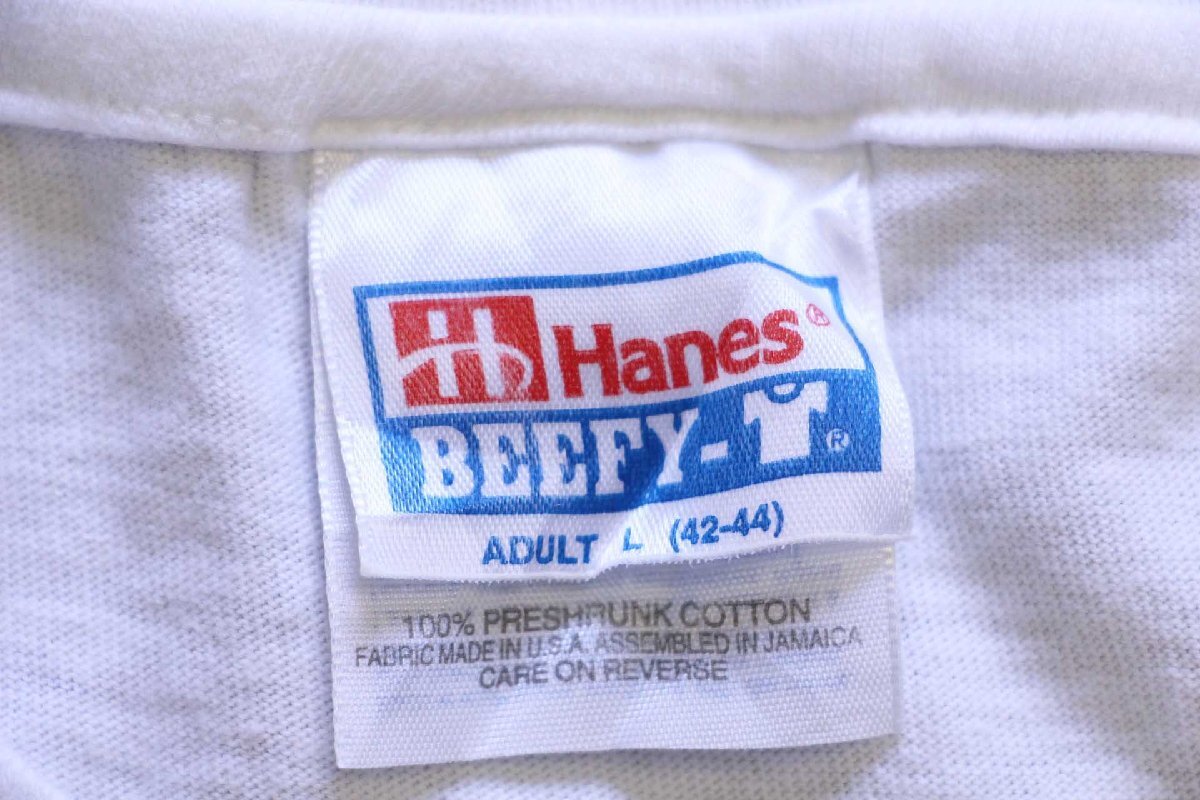 Hanes®
BEEFY-T®
ADULT L (42-44)
100% PRESHRUNK COTTON
FABRIC MADE IN U.S.A. ASSEMBLED IN JAMAICA
CARE ON REVERSE